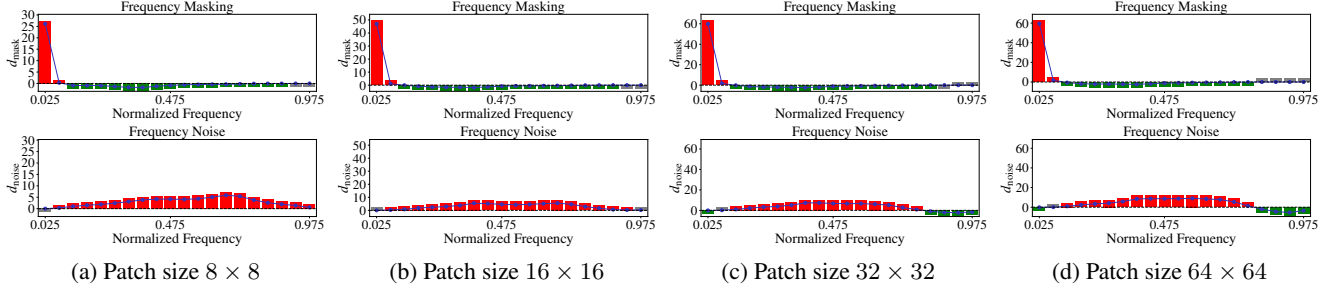 Frequency Masking
d_mask
30
25
20
15
10
5
0
0.025 0.475 0.975
Normalized Frequency
Frequency Noise
d_noise
30
25
20
15
10
5
0
0.025 0.475 0.975
Normalized Frequency
(a) Patch size 8 × 8
Frequency Masking
d_mask
50
40
30
20
10
0
0.025 0.475 0.975
Normalized Frequency
Frequency Noise
d_noise
50
40
30
20
10
0
0.025 0.475 0.975
Normalized Frequency
(b) Patch size 16 × 16
Frequency Masking
d_mask
60
40
20
0
0.025 0.475 0.975
Normalized Frequency
Frequency Noise
d_noise
60
40
20
0
0.025 0.475 0.975
Normalized Frequency
(c) Patch size 32 × 32
Frequency Masking
d_mask
60
40
20
0
0.025 0.475 0.975
Normalized Frequency
Frequency Noise
d_noise
60
40
20
0
0.025 0.475 0.975
Normalized Frequency
(d) Patch size 64 × 64